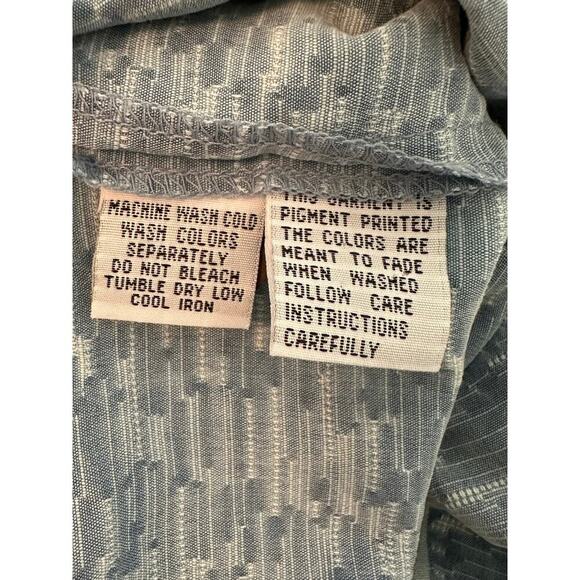 MACHINE WASH COLD
WASH COLORS
SEPARATELY
DO NOT BLEACH
TUMBLE DRY LOW
COOL IRON
THIS GARMENT IS
PIGMENT PRINTED
THE COLORS ARE
MEANT TO FADE
WHEN WASHED
FOLLOW CARE
INSTRUCTIONS
CAREFULLY